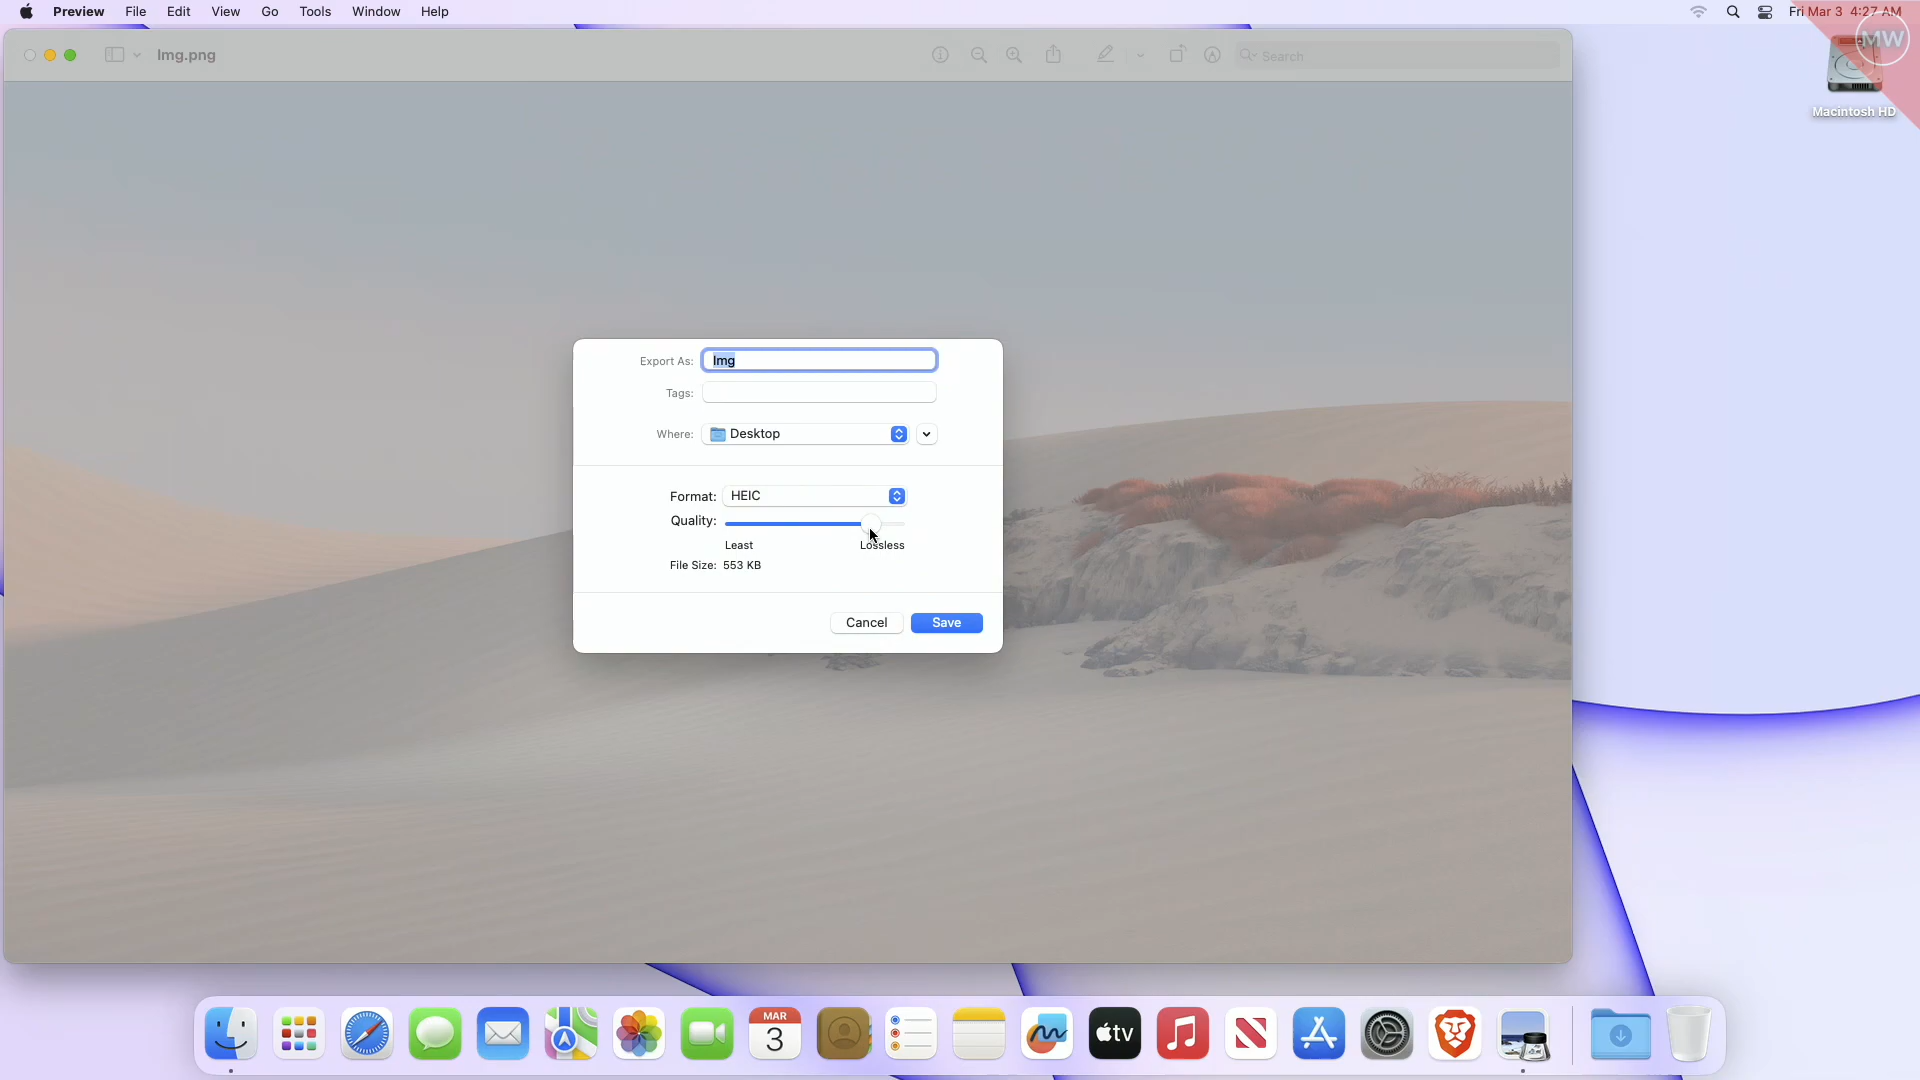 Preview File Edit View Go Tools Window Help Fri Mar 3 4:27 AM
MW
Img.png Search
Macintosh HD
Export As: Img
Tags:
Where: Desktop
Format: HEIC
Quality:
Least Lossless
File Size: 553 KB
Cancel Save
MAR
3
tv